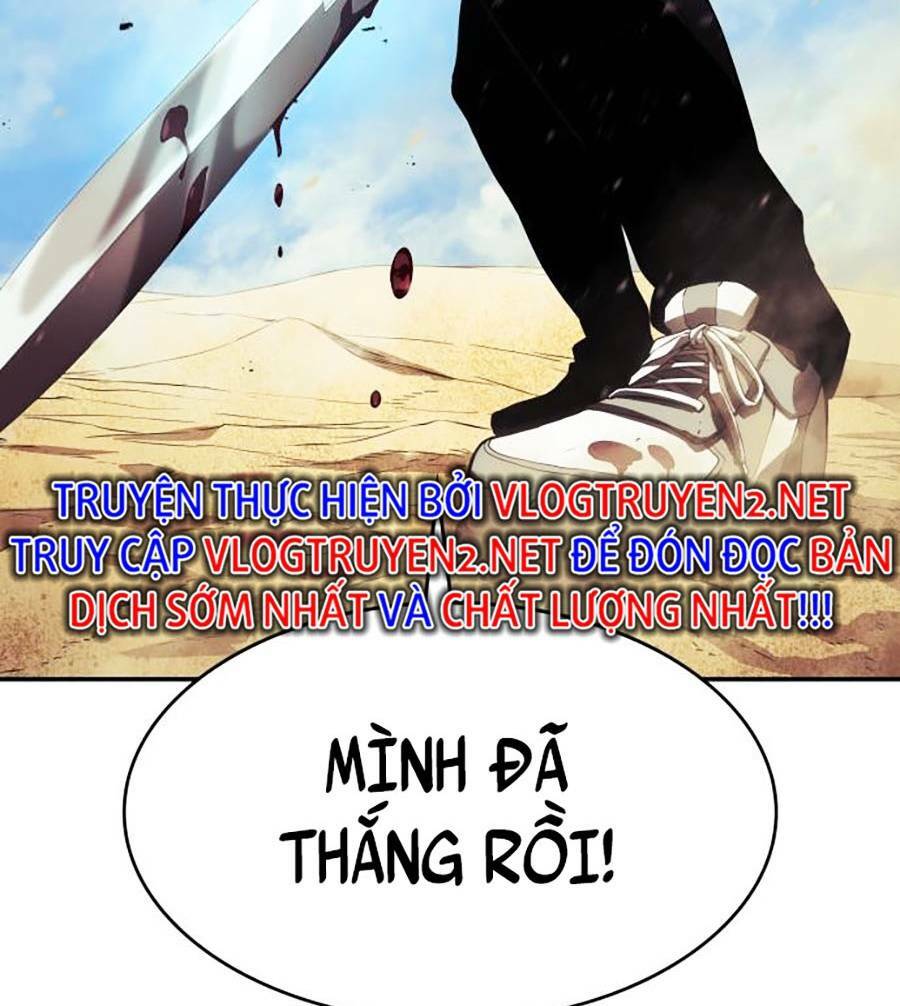 TRUYỆN THỰC HIỆN BỞI VLOGTRUYEN2.NET
TRUY CẬP VLOGTRUYEN2.NET ĐỂ ĐÓN ĐỌC BẢN
DỊCH SỚM NHẤT VÀ CHẤT LƯỢNG NHẤT!!!
MÌNH ĐÃ
THẮNG RỒI!